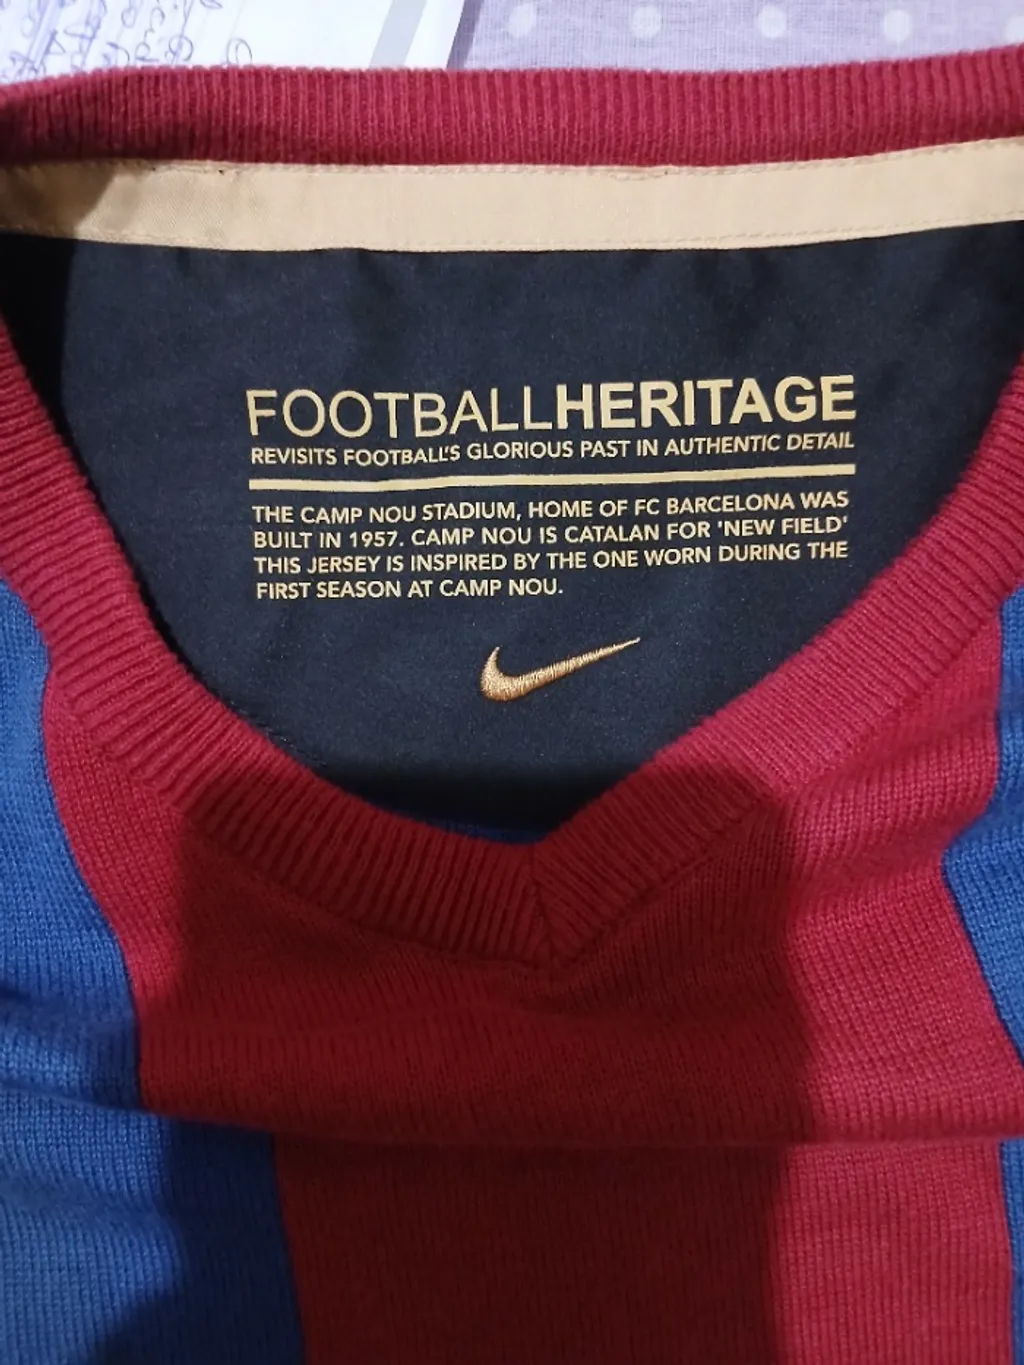 FOOTBALLHERITAGE
REVISITS FOOTBALL'S GLORIOUS PAST IN AUTHENTIC DETAIL
THE CAMP NOU STADIUM, HOME OF FC BARCELONA WAS
BUILT IN 1957. CAMP NOU IS CATALAN FOR 'NEW FIELD'
THIS JERSEY IS INSPIRED BY THE ONE WORN DURING THE
FIRST SEASON AT CAMP NOU.